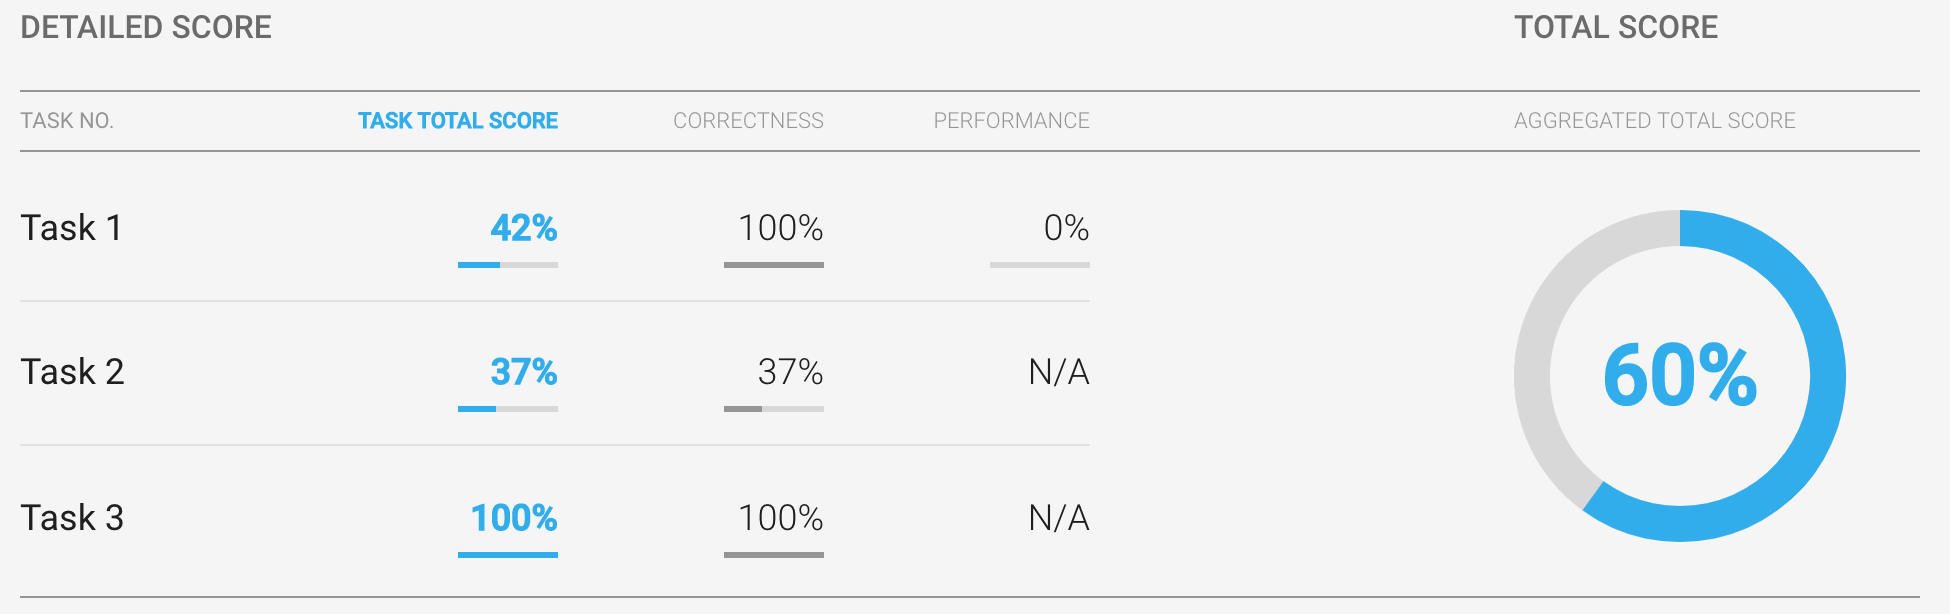 DETAILED SCORE TOTAL SCORE
TASK NO. TASK TOTAL SCORE CORRECTNESS PERFORMANCE AGGREGATED TOTAL SCORE
Task 1 42% 100% 0%
Task 2 37% 37% N/A
60%
Task 3 100% 100% N/A